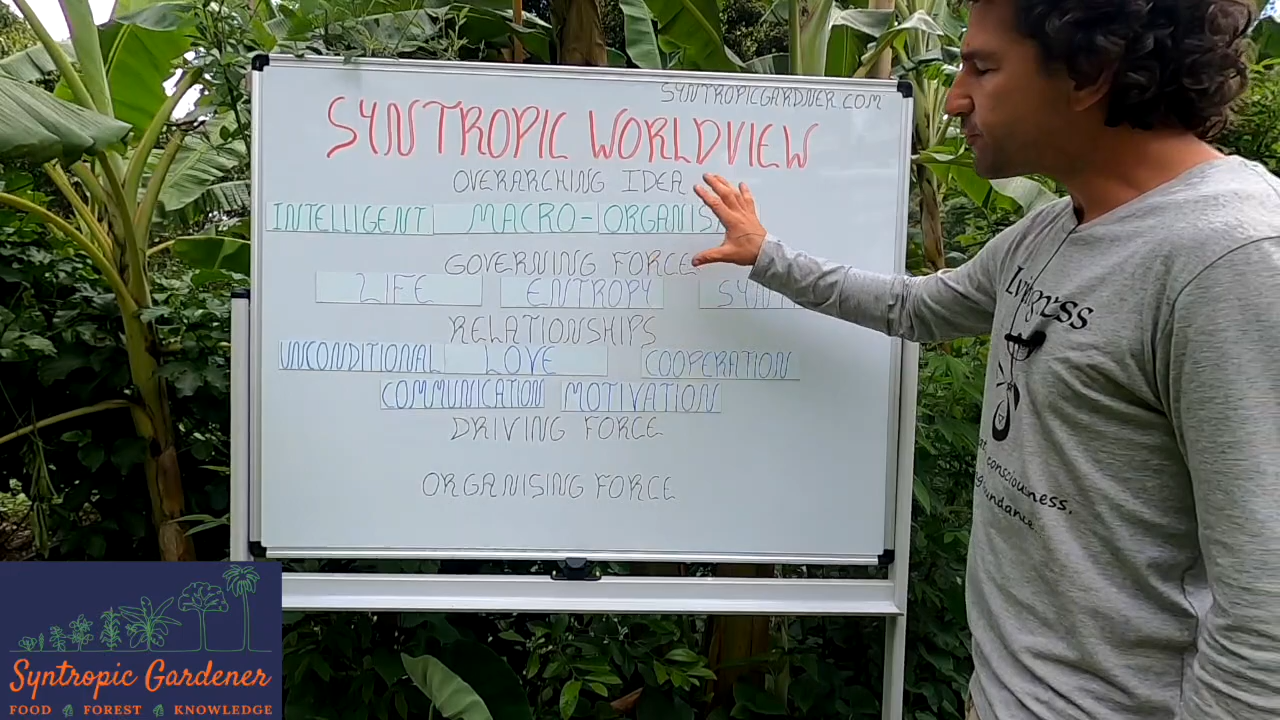 SYNTROPICGARDNER.COM
SYNTROPIC WORLDVIEW
OVERARCHING IDEA
INTELLIGENT MACRO-ORGANIS
GOVERNING FORCE
LIFE ENTROPY SYNT
RELATIONSHIPS
UNCONDITIONAL LOVE COOPERATION
COMMUNICATION MOTIVATION
DRIVING FORCE
ORGANISING FORCE
consciousness,
Syntropic Gardener
FOOD FOREST KNOWLEDGE